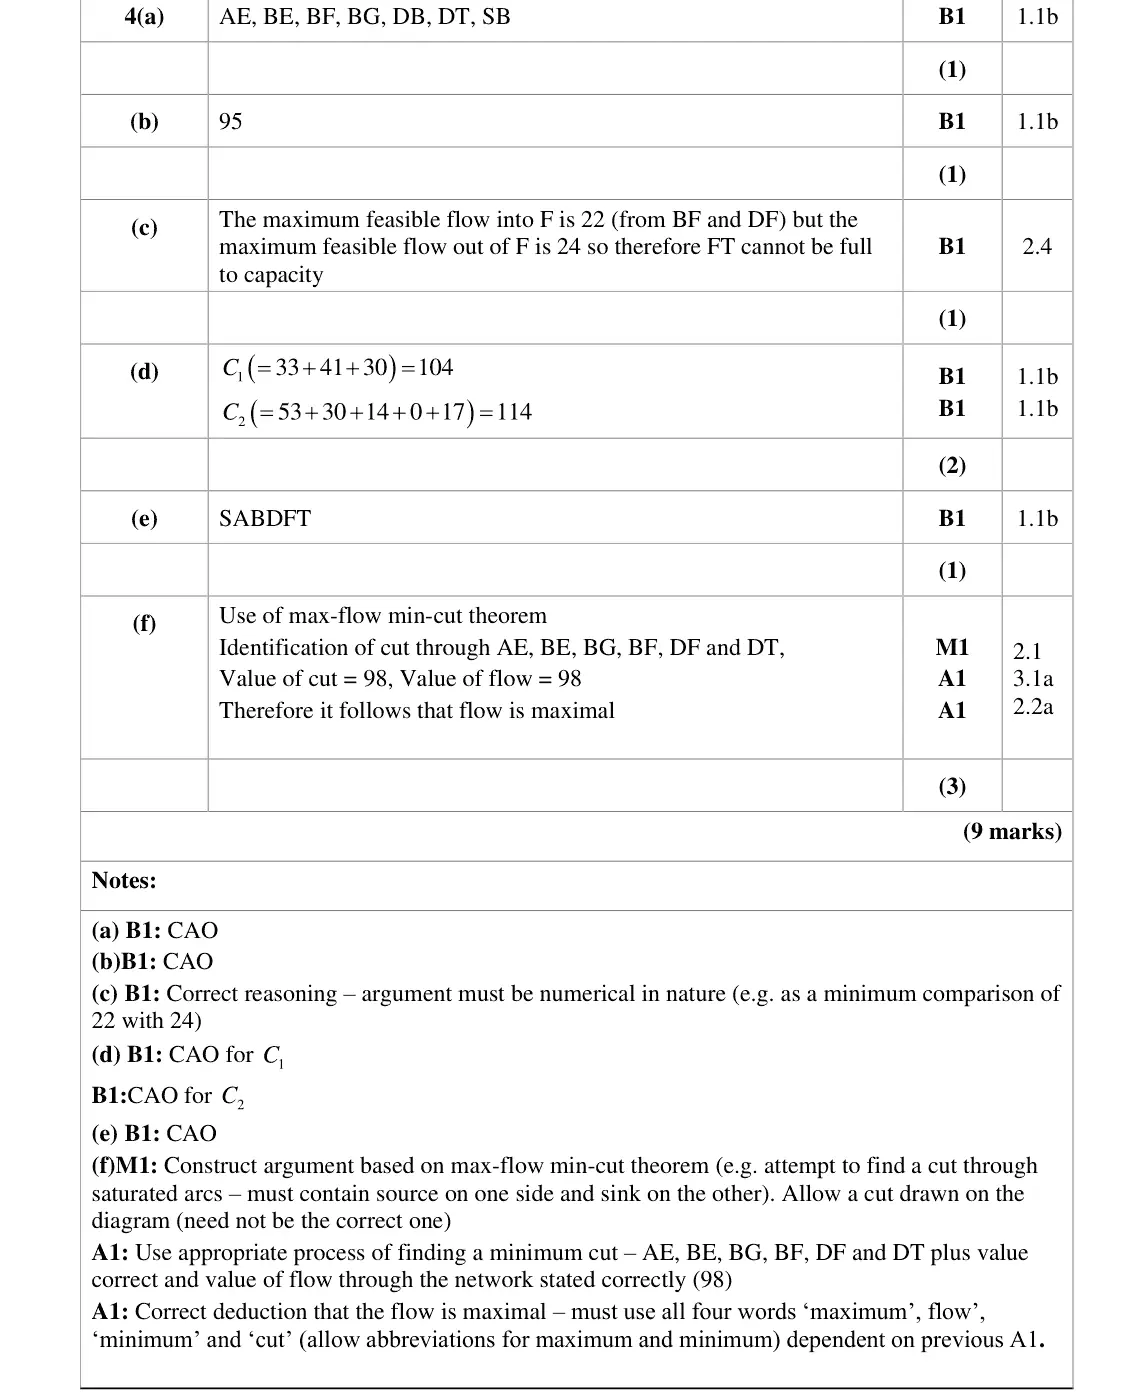 4(a) AE, BE, BF, BG, DB, DT, SB B1 1.1b
(1)
(b) 95 B1 1.1b
(1)
(c) The maximum feasible flow into F is 22 (from BF and DF) but the
maximum feasible flow out of F is 24 so therefore FT cannot be full
to capacity B1 2.4
(1)
(d) C₁(=33+41+30)=104 B1 1.1b
C₂(=53+30+14+0+17)=114 B1 1.1b
(2)
(e) SABDFT B1 1.1b
(1)
(f) Use of max-flow min-cut theorem
Identification of cut through AE, BE, BG, BF, DF and DT, M1 2.1
Value of cut = 98, Value of flow = 98 A1 3.1a
Therefore it follows that flow is maximal A1 2.2a
(3)
(9 marks)
Notes:
(a) B1: CAO
(b)B1: CAO
(c) B1: Correct reasoning – argument must be numerical in nature (e.g. as a minimum comparison of
22 with 24)
(d) B1: CAO for C₁
B1:CAO for C₂
(e) B1: CAO
(f)M1: Construct argument based on max-flow min-cut theorem (e.g. attempt to find a cut through
saturated arcs – must contain source on one side and sink on the other). Allow a cut drawn on the
diagram (need not be the correct one)
A1: Use appropriate process of finding a minimum cut – AE, BE, BG, BF, DF and DT plus value
correct and value of flow through the network stated correctly (98)
A1: Correct deduction that the flow is maximal – must use all four words ‘maximum’, flow’,
‘minimum’ and ‘cut’ (allow abbreviations for maximum and minimum) dependent on previous A1.